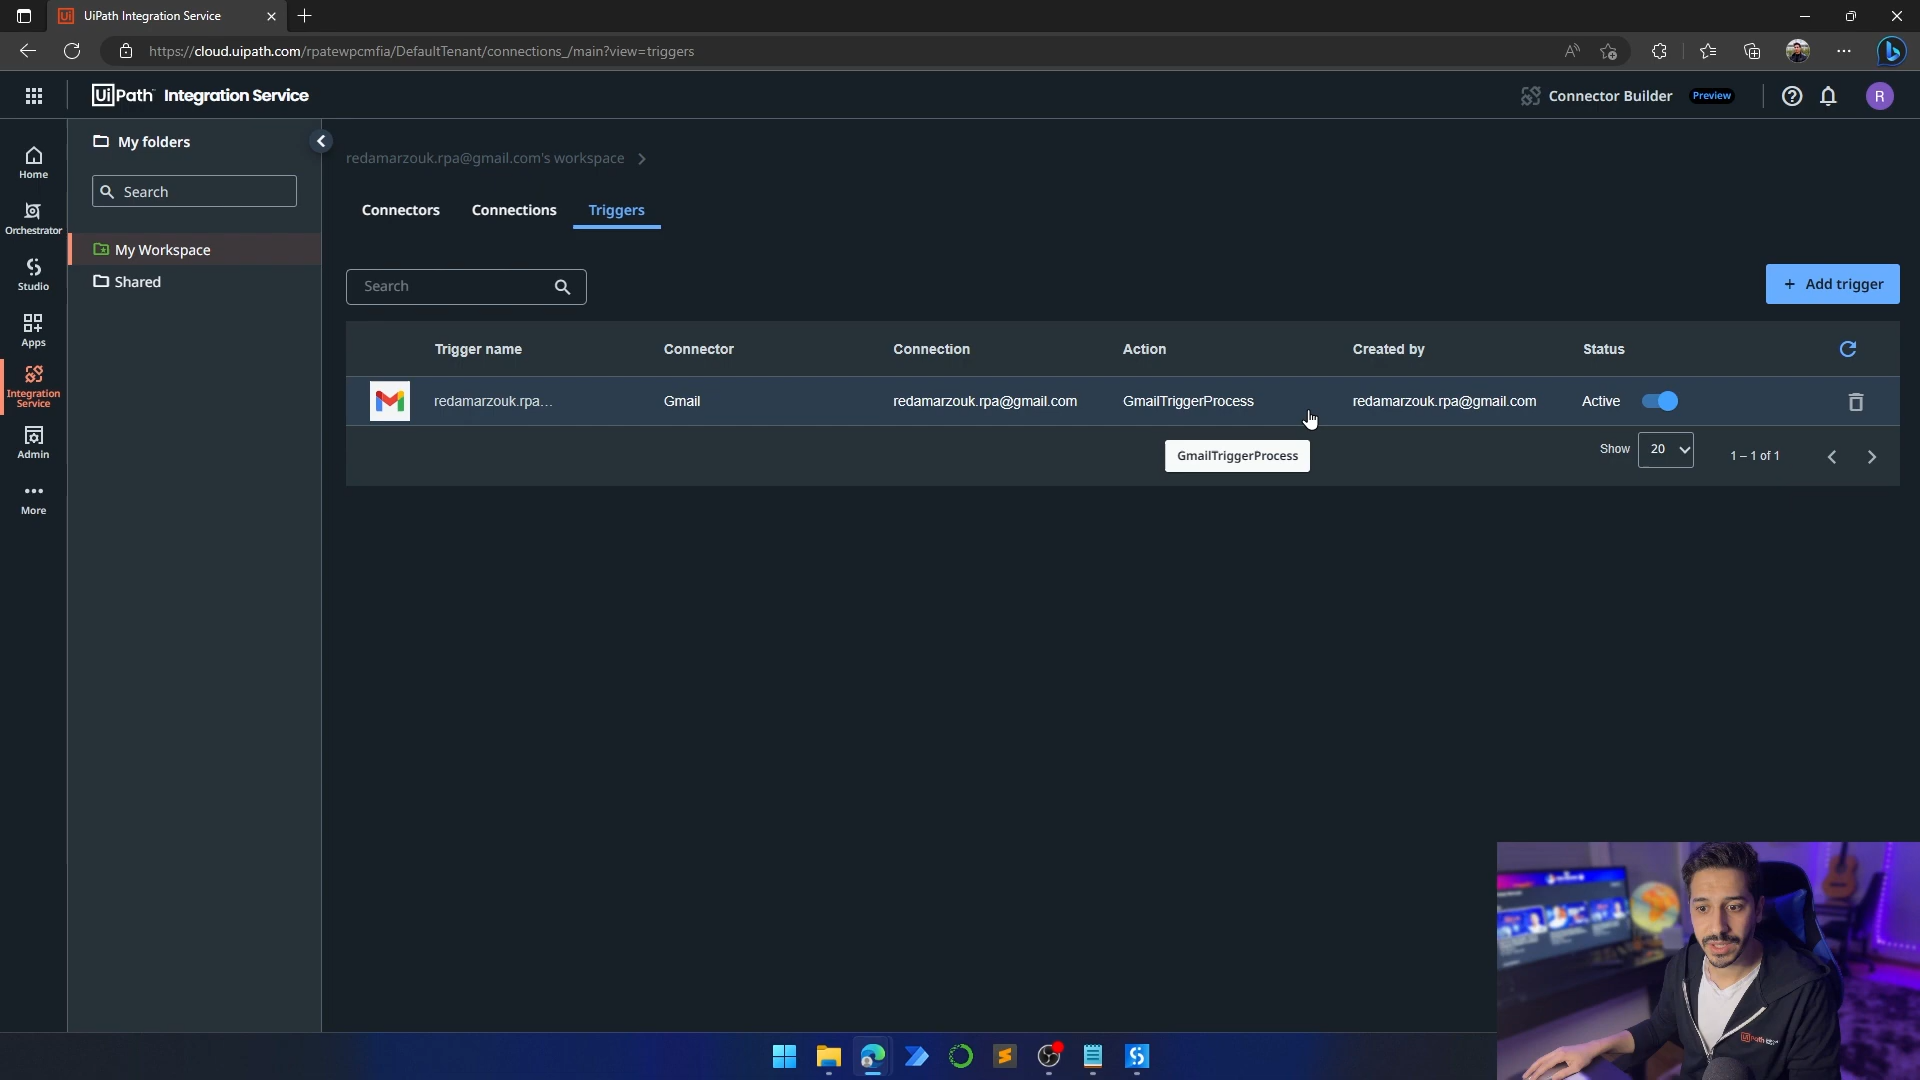 UiPath Integration Service
https://cloud.uipath.com/rpatewpcmfia/DefaultTenant/connections_/main?view=triggers
UiPath Integration Service
Connector Builder Preview
R
Home
Orchestrator
Studio
Apps
Integration Service
Admin
More
My folders
Search
My Workspace
Shared
redamarzouk.rpa@gmail.com's workspace
Connectors Connections Triggers
Search
+ Add trigger
Trigger name Connector Connection Action Created by Status
redamarzouk.rpa... Gmail redamarzouk.rpa@gmail.com GmailTriggerProcess redamarzouk.rpa@gmail.com Active
GmailTriggerProcess
Show 20 1 – 1 of 1